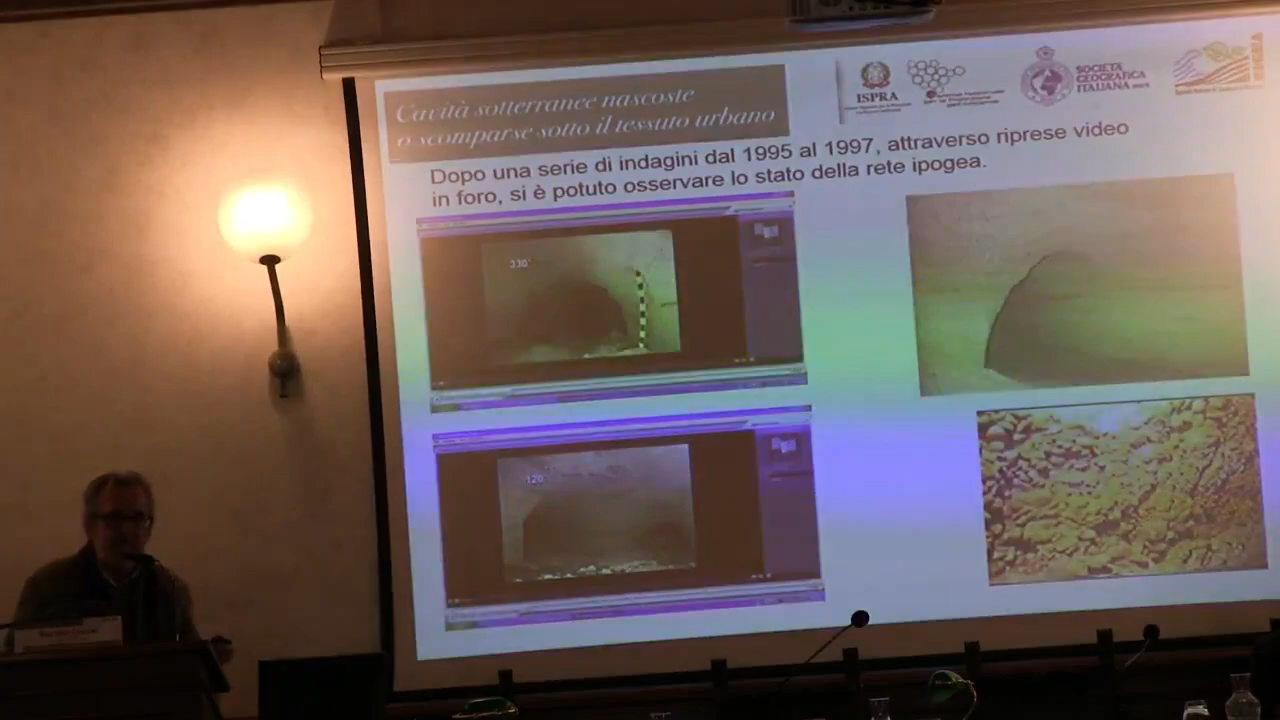 Cavità sotterranee nascoste
o scomparse sotto il tessuto urbano
ISPRA
SOCIETÀ
GEOGRAFICA
ITALIANA
Dopo una serie di indagini dal 1995 al 1997, attraverso riprese video
in foro, si è potuto osservare lo stato della rete ipogea.
330°
120